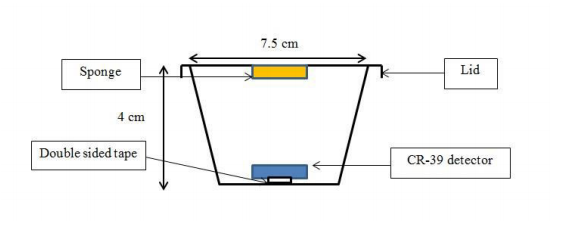 7.5 cm
Sponge
Lid
4 cm
Double sided tape
CR-39 detector